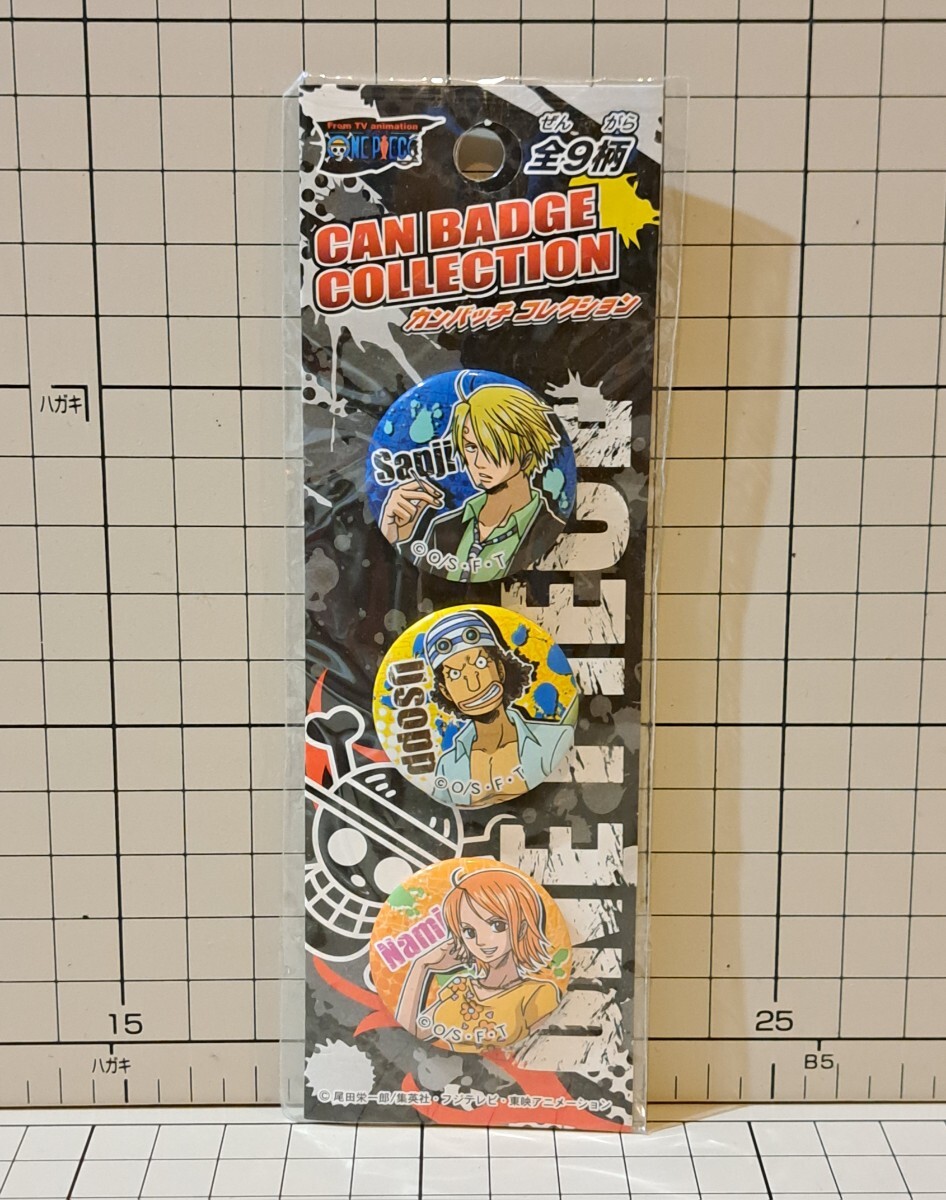 From TV animation
ONE PIECE
ぜん がら
全9柄
CAN BADGE
COLLECTION
カンバッチ コレクション
ハガキ
Sanji
©O/S・F・T
Usopp
©O/S・F・T
Nami
©O/S・F・T
ONE PIECE
15
25
ハガキ
B5
© 尾田栄一郎/集英社・フジテレビ・東映アニメーション